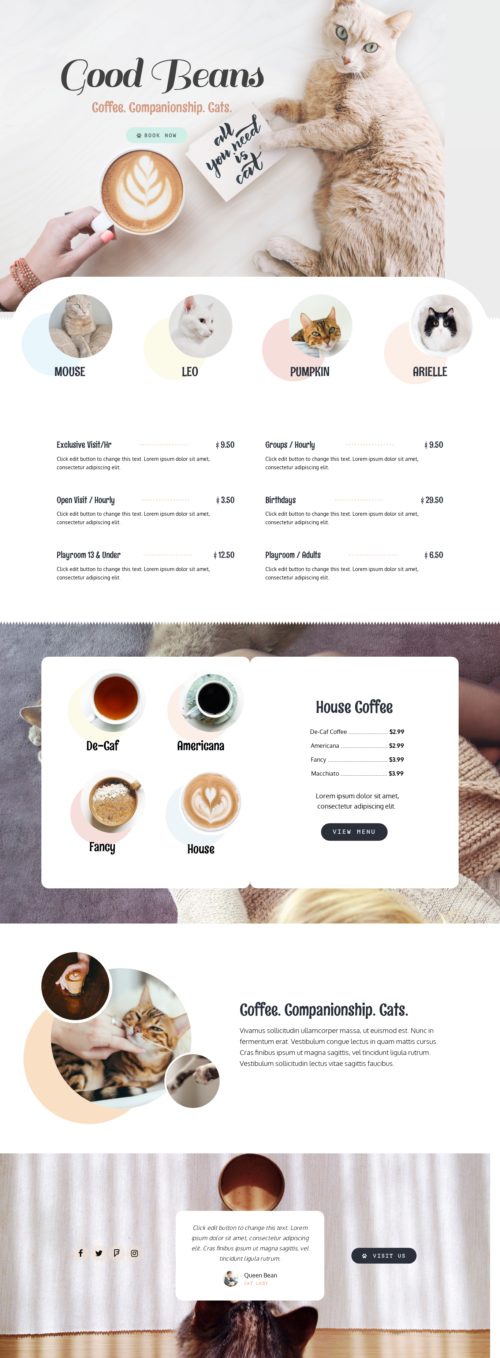 Good Beans
Coffee. Companionship. Cats.
BOOK NOW
all
you need
is
cat
MOUSE
LEO
PUMPKIN
ARIELLE
Exclusive Visit/Hr $ 9.50
Click edit button to change this text. Lorem ipsum dolor sit amet,
consectetur adipiscing elit.
Groups / Hourly $ 9.50
Click edit button to change this text. Lorem ipsum dolor sit amet,
consectetur adipiscing elit.
Open Visit / Hourly $ 3.50
Click edit button to change this text. Lorem ipsum dolor sit amet,
consectetur adipiscing elit.
Birthdays $ 29.50
Click edit button to change this text. Lorem ipsum dolor sit amet,
consectetur adipiscing elit.
Playroom 13 & Under $ 12.50
Click edit button to change this text. Lorem ipsum dolor sit amet,
consectetur adipiscing elit.
Playroom / Adults $ 6.50
Click edit button to change this text. Lorem ipsum dolor sit amet,
consectetur adipiscing elit.
De-Caf
Americana
Fancy
House
House Coffee
De-Caf Coffee $2.99
Americana $2.99
Fancy $3.99
Macchiato $3.99
Lorem ipsum dolor sit amet,
consectetur adipiscing elit.
VIEW MENU
Coffee. Companionship. Cats.
Vivamus sollicitudin ullamcorper massa, ut euismod est. Nunc in
fermentum erat. Vestibulum congue lectus in quam mattis cursus.
Cras finibus ipsum ut magna sagittis, vel tincidunt ligula rutrum.
Vestibulum sollicitudin lectus vitae sagittis faucibus.
Click edit button to change this text. Lorem
ipsum dolor sit amet, consectetur adipiscing
elit. Cras finibus ipsum ut magna sagittis, vel
tincidunt ligula rutrum.
Queen Bean
CAT LADY
VISIT US